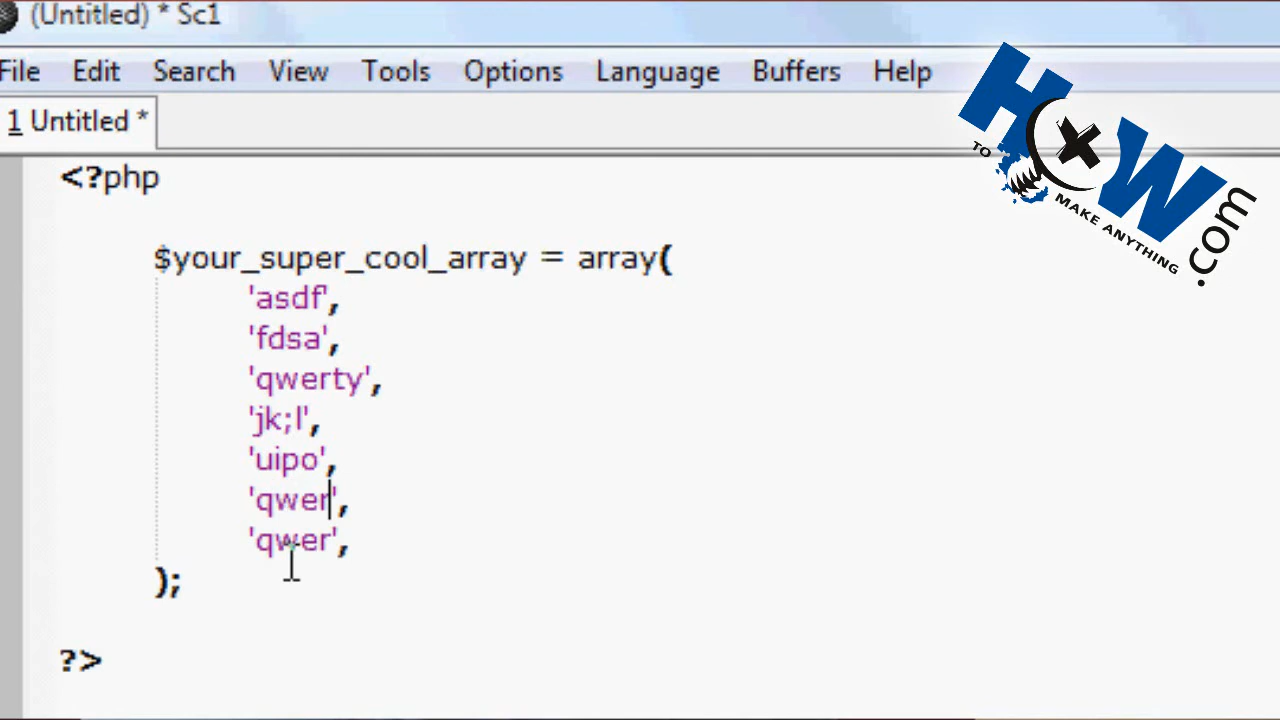 (Untitled) * Sc1
File Edit Search View Tools Options Language Buffers Help
1 Untitled *
HOW
TO MAKE ANYTHING
.com
<?php
$your_super_cool_array = array(
'asdf',
'fdsa',
'qwerty',
'jk;l',
'uipo',
'qwer',
'qwer',
);
?>